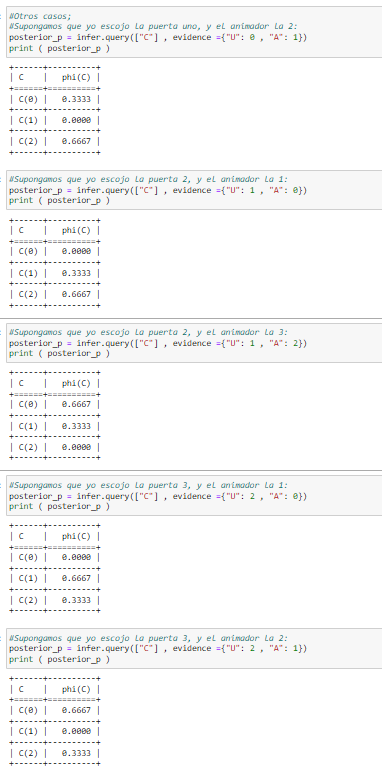 #Otros casos;
#Supongamos que yo escojo la puerta uno, y el animador la 2:
posterior_p = infer.query(["C"] , evidence ={"U": 0 , "A": 1})
print ( posterior_p )
+------+----------+
| C    |   phi(C) |
+======+==========+
| C(0) |   0.3333 |
+------+----------+
| C(1) |   0.0000 |
+------+----------+
| C(2) |   0.6667 |
+------+----------+
#Supongamos que yo escojo la puerta 2, y el animador la 1:
posterior_p = infer.query(["C"] , evidence ={"U": 1 , "A": 0})
print ( posterior_p )
+------+----------+
| C    |   phi(C) |
+======+==========+
| C(0) |   0.0000 |
+------+----------+
| C(1) |   0.3333 |
+------+----------+
| C(2) |   0.6667 |
+------+----------+
#Supongamos que yo escojo la puerta 2, y el animador la 3:
posterior_p = infer.query(["C"] , evidence ={"U": 1 , "A": 2})
print ( posterior_p )
+------+----------+
| C    |   phi(C) |
+======+==========+
| C(0) |   0.6667 |
+------+----------+
| C(1) |   0.3333 |
+------+----------+
| C(2) |   0.0000 |
+------+----------+
#Supongamos que yo escojo la puerta 3, y el animador la 1:
posterior_p = infer.query(["C"] , evidence ={"U": 2 , "A": 0})
print ( posterior_p )
+------+----------+
| C    |   phi(C) |
+======+==========+
| C(0) |   0.0000 |
+------+----------+
| C(1) |   0.6667 |
+------+----------+
| C(2) |   0.3333 |
+------+----------+
#Supongamos que yo escojo la puerta 3, y el animador la 2:
posterior_p = infer.query(["C"] , evidence ={"U": 2 , "A": 1})
print ( posterior_p )
+------+----------+
| C    |   phi(C) |
+======+==========+
| C(0) |   0.6667 |
+------+----------+
| C(1) |   0.0000 |
+------+----------+
| C(2) |   0.3333 |
+------+----------+